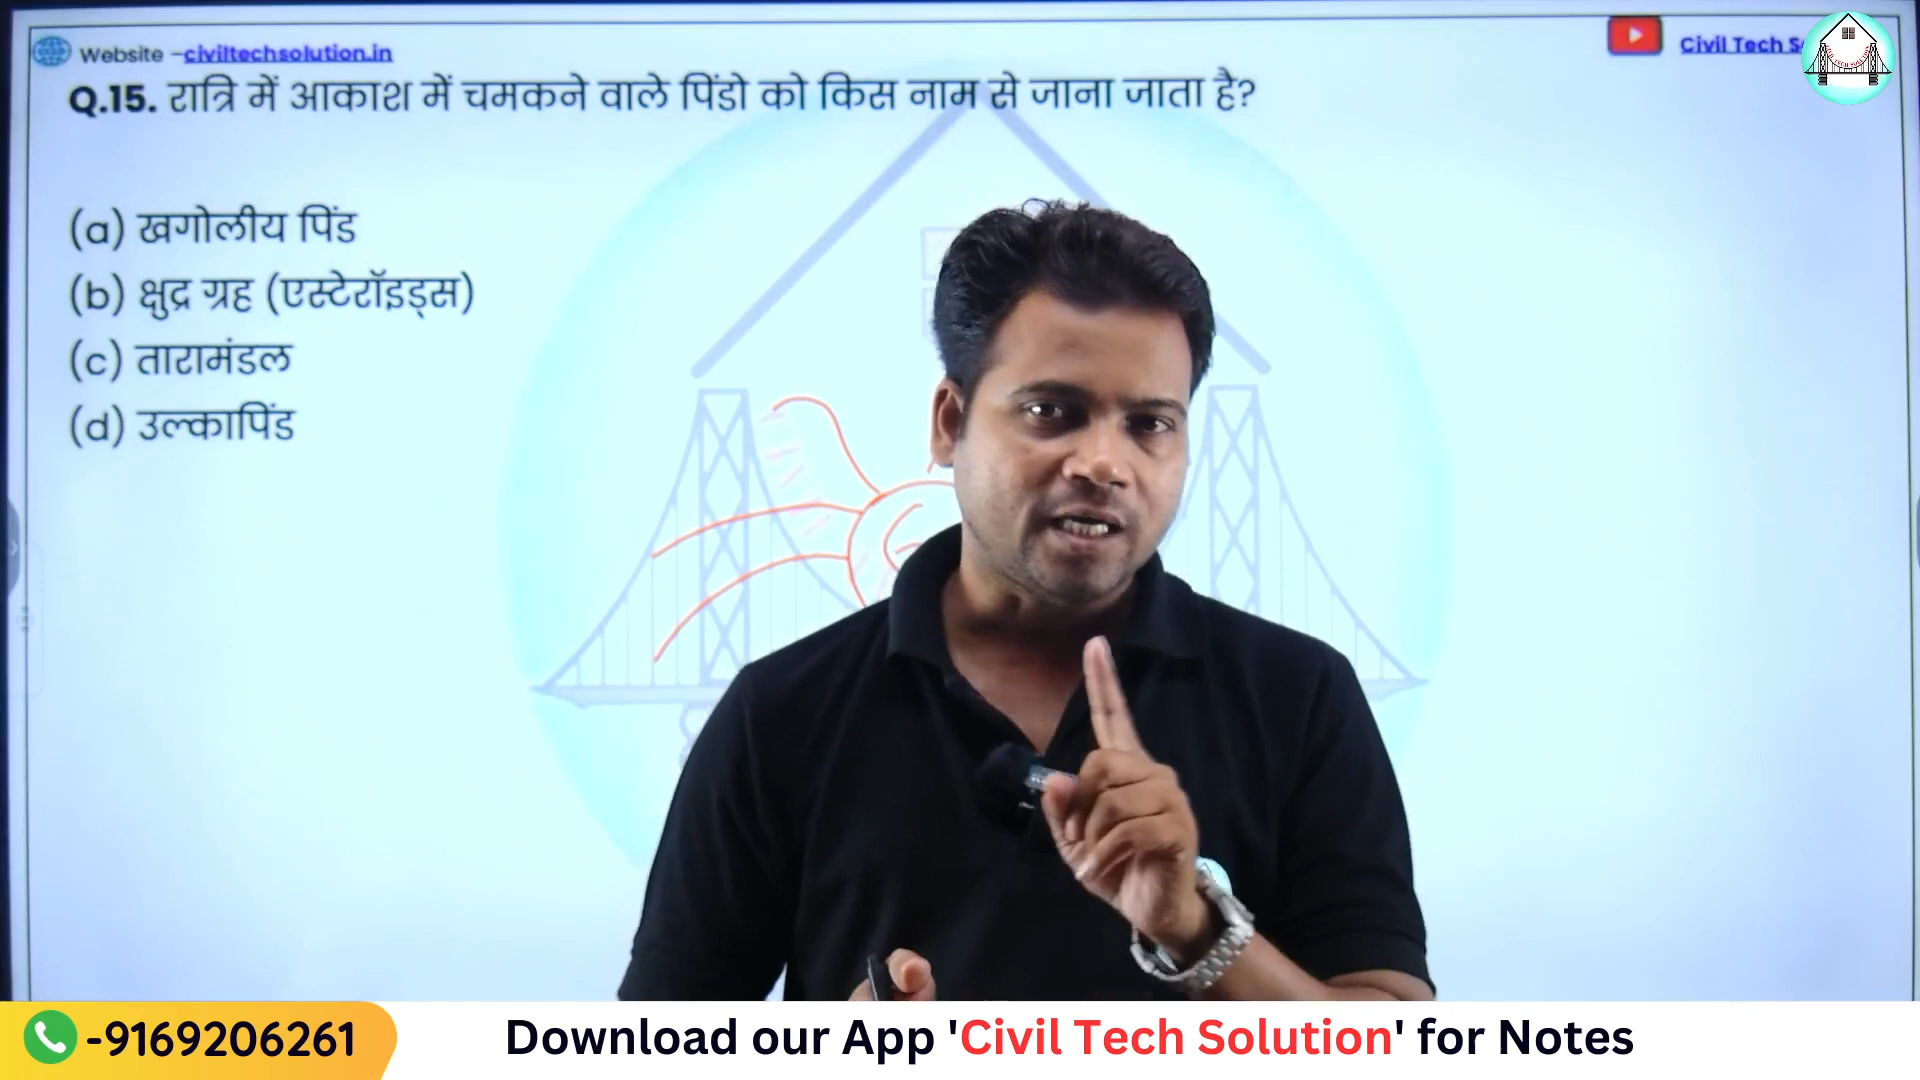 Website –civiltechsolution.in
Civil Tech S
Q.15. रात्रि में आकाश में चमकने वाले पिंडो को किस नाम से जाना जाता है?
(a) खगोलीय पिंड
(b) क्षुद्र ग्रह (एस्टेरॉइड्स)
(c) तारामंडल
(d) उल्कापिंड
-9169206261
Download our App 'Civil Tech Solution' for Notes